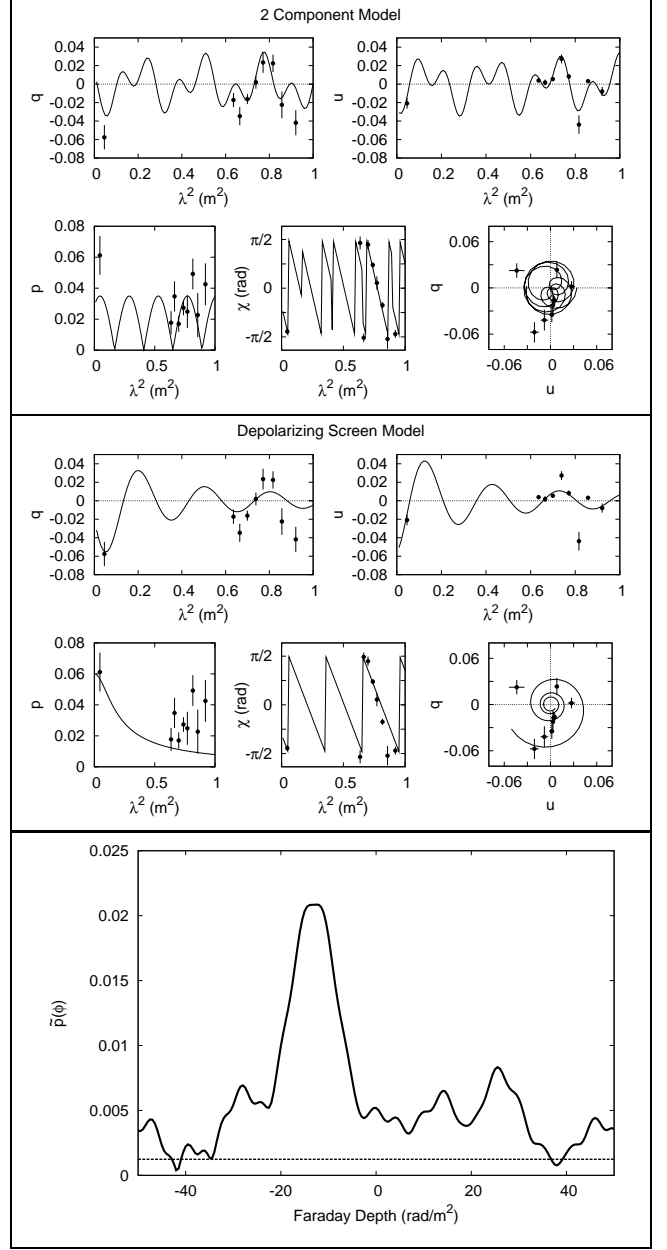 2 Component Model
0.04
0.02
0
-0.02
-0.04
-0.06
-0.08
q
0 0.2 0.4 0.6 0.8 1
λ2 (m2)
0.04
0.02
0
-0.02
-0.04
-0.06
-0.08
u
0 0.2 0.4 0.6 0.8 1
λ2 (m2)
0.08
0.06
0.04
0.02
0
p
0 0.5 1
λ2 (m2)
π/2
0
-π/2
χ (rad)
0 0.5 1
λ2 (m2)
0.06
0
-0.06
q
-0.06 0 0.06
u
Depolarizing Screen Model
0.04
0.02
0
-0.02
-0.04
-0.06
-0.08
q
0 0.2 0.4 0.6 0.8 1
λ2 (m2)
0.04
0.02
0
-0.02
-0.04
-0.06
-0.08
u
0 0.2 0.4 0.6 0.8 1
λ2 (m2)
0.08
0.06
0.04
0.02
0
p
0 0.5 1
λ2 (m2)
π/2
0
-π/2
χ (rad)
0 0.5 1
λ2 (m2)
0.06
0
-0.06
q
-0.06 0 0.06
u
0.025
0.02
0.015
0.01
0.005
0
p̃(ϕ)
-40 -20 0 20 40
Faraday Depth (rad/m2)